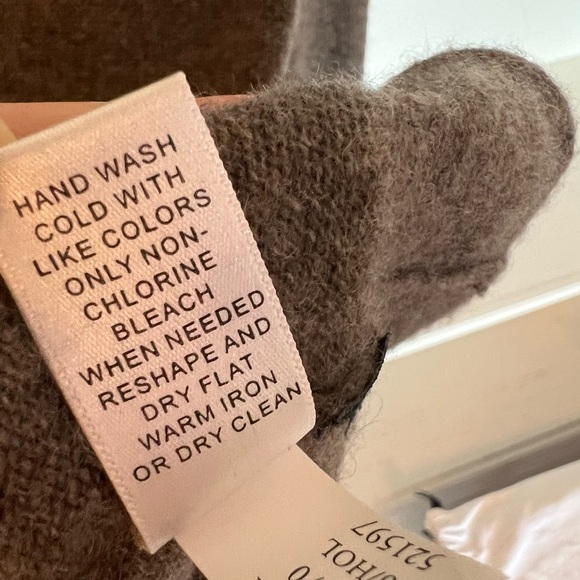 HAND WASH
COLD WITH
LIKE COLORS
ONLY NON-
CHLORINE
BLEACH
WHEN NEEDED
RESHAPE AND
DRY FLAT
WARM IRON
OR DRY CLEAN
/HOL
521597